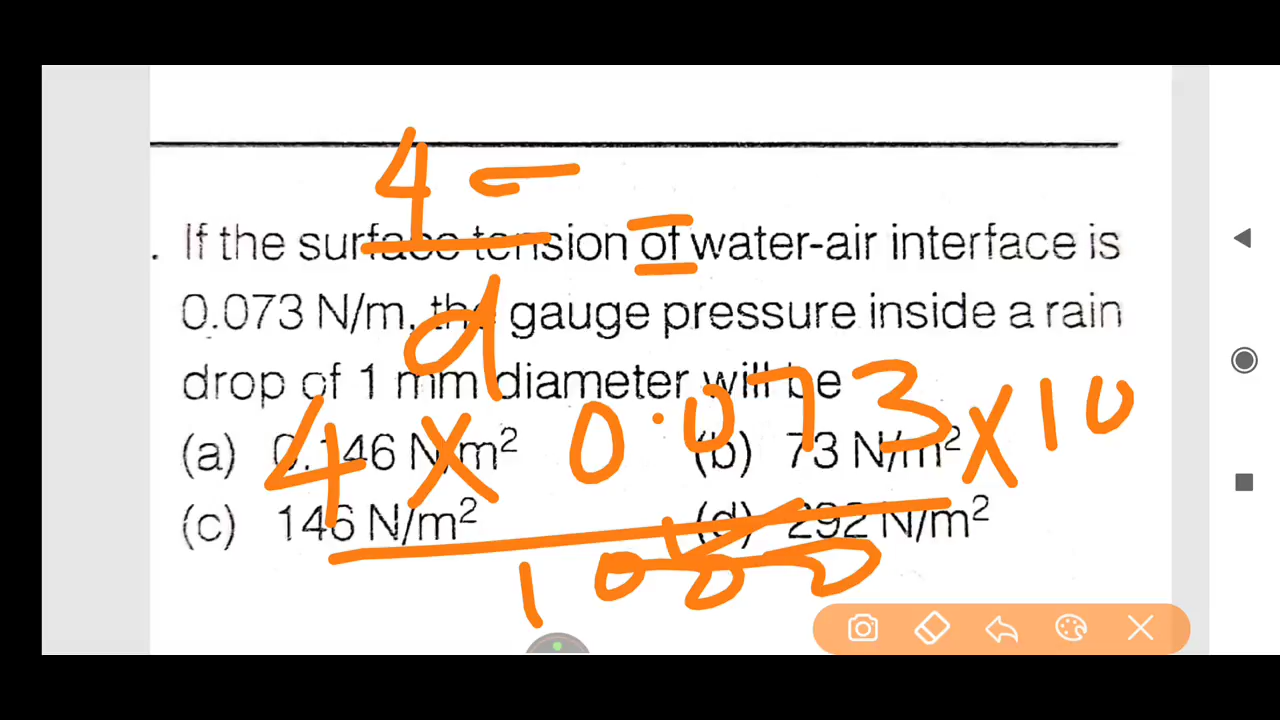 4σ
. If the surface tension of water-air interface is
=
0.073 N/m, the gauge pressure inside a rain
d
drop of 1 mm diameter will be
4 × 0.073 × 10
(a) 0.146 N/m² (b) 73 N/m²
(c) 146 N/m² (d) 292 N/m²
1000